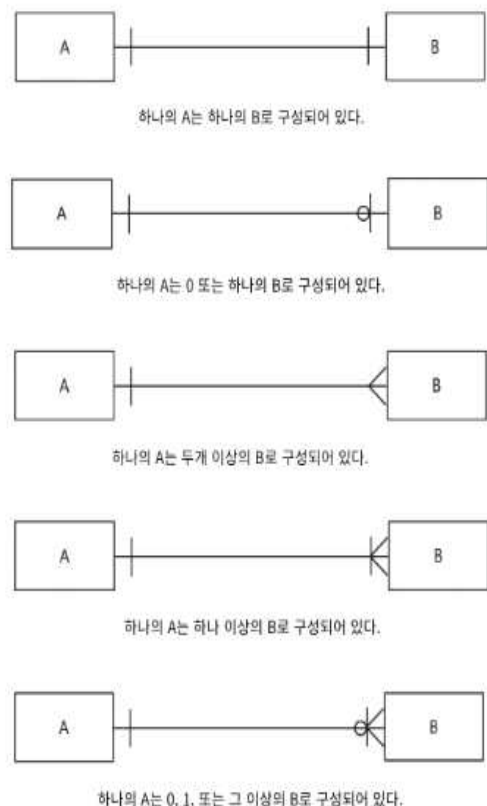 A B
하나의 A는 하나의 B로 구성되어 있다.
A B
하나의 A는 0 또는 하나의 B로 구성되어 있다.
A B
하나의 A는 두개 이상의 B로 구성되어 있다.
A B
하나의 A는 하나 이상의 B로 구성되어 있다.
A B
하나의 A는 0, 1, 또는 그 이상의 B로 구성되어 있다.